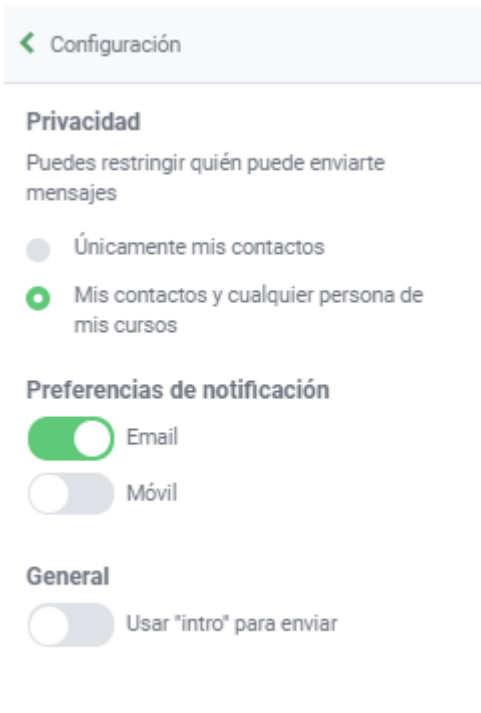 Configuración
Privacidad
Puedes restringir quién puede enviarte
mensajes
Únicamente mis contactos
Mis contactos y cualquier persona de
mis cursos
Preferencias de notificación
Email
Móvil
General
Usar "intro" para enviar